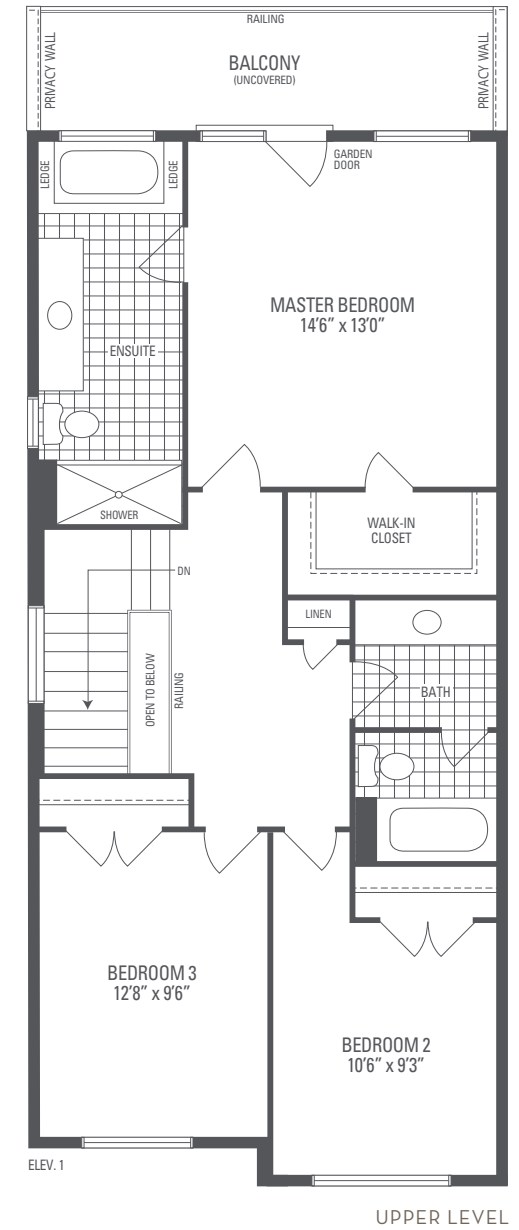 RAILING
PRIVACY WALL
BALCONY
(UNCOVERED)
PRIVACY WALL
LEDGE
LEDGE
GARDEN
DOOR
MASTER BEDROOM
14'6" x 13'0"
ENSUITE
SHOWER
WALK-IN
CLOSET
DN
LINEN
OPEN TO BELOW
RAILING
BATH
BEDROOM 3
12'8" x 9'6"
BEDROOM 2
10'6" x 9'3"
ELEV. 1
UPPER LEVEL